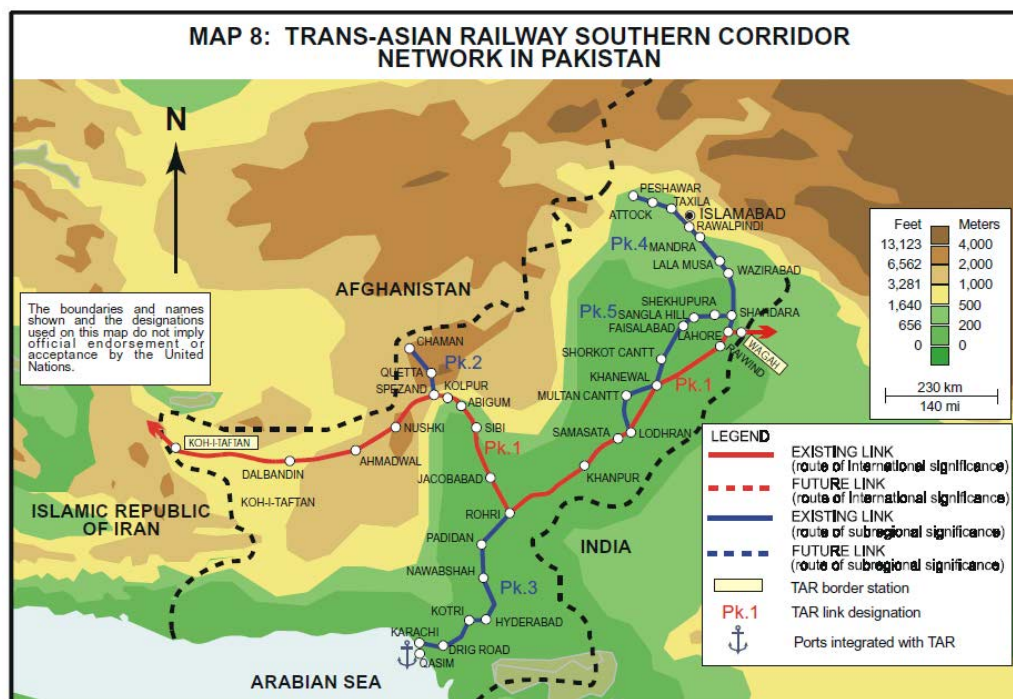 MAP 8: TRANS-ASIAN RAILWAY SOUTHERN CORRIDOR
NETWORK IN PAKISTAN
N
PESHAWAR
TAXILA
ATTOCK
ISLAMABAD
RAWALPINDI
Pk.4
MANDRA
LALA MUSA
WAZIRABAD
Feet
Meters
13,123
4,000
6,562
2,000
3,281
1,000
1,640
500
656
200
0
0
230 km
140 mi
The boundaries and names
shown and the designations
used on this map do not imply
official endorsement or
acceptance by the United
Nations.
AFGHANISTAN
SHEKHUPURA
Pk.5
SANGLA HILL
SHAHDARA
FAISALABAD
LAHORE
WAGAH
RAIWIND
CHAMAN
Pk.2
SHORKOT CANTT
QUETTA
KHANEWAL
Pk.1
SPEZAND
KOLPUR
ABIGUM
MULTAN CANTT
NUSHKI
SIBI
SAMASATA
LODHRAN
KOH-I-TAFTAN
Pk.1
AHMADWAL
DALBANDIN
KHANPUR
JACOBABAD
KOH-I-TAFTAN
ISLAMIC REPUBLIC
OF IRAN
ROHRI
PADIDAN
INDIA
NAWABSHAH
Pk.3
KOTRI
HYDERABAD
KARACHI
DRIG ROAD
QASIM
ARABIAN SEA
LEGEND
EXISTING LINK
(route of International significance)
FUTURE LINK
(route of International significance)
EXISTING LINK
(route of subregional significance)
FUTURE LINK
(route of subregional significance)
TAR border station
Pk.1
TAR link designation
Ports integrated with TAR